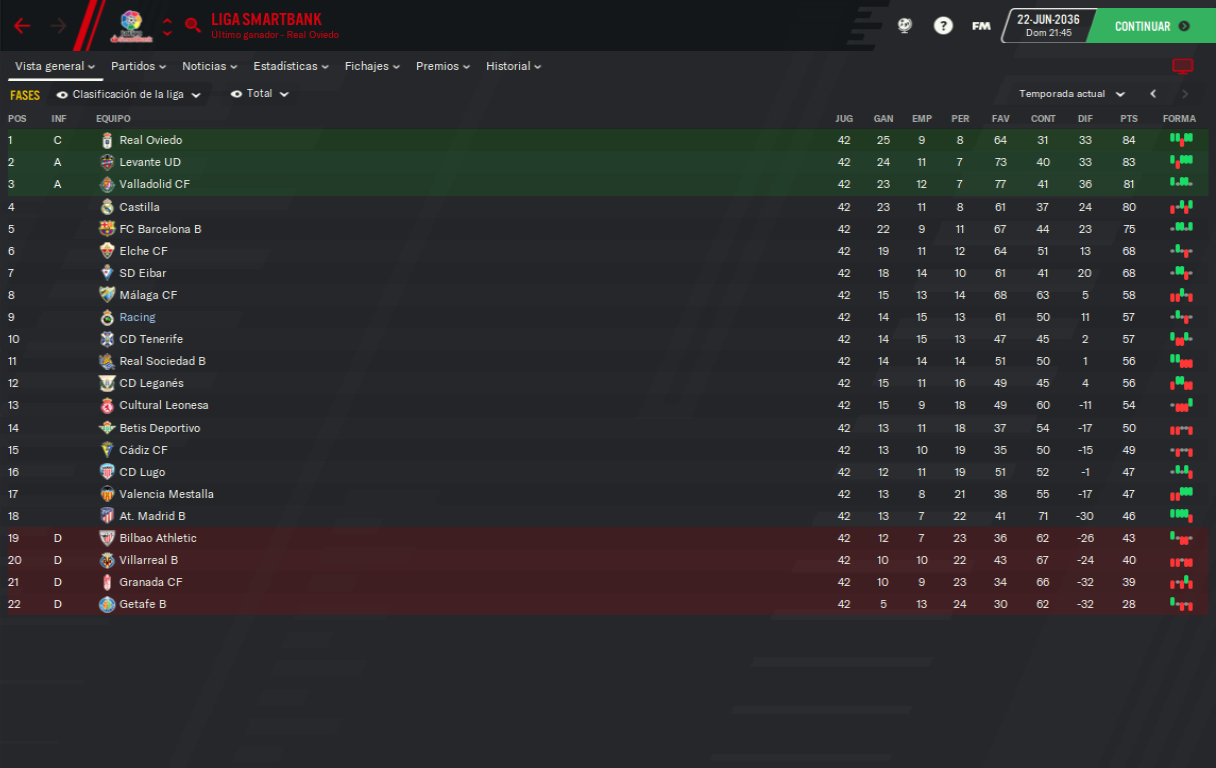 LIGA SMARTBANK
Último ganador - Real Oviedo
? FM 22-JUN-2036 CONTINUAR
Dom 21:45
Vista general Partidos Noticias Estadísticas Fichajes Premios Historial
FASES Clasificación de la liga Total Temporada actual
POS INF EQUIPO JUG GAN EMP PER FAV CONT DIF PTS FORMA
1 C Real Oviedo 42 25 9 8 64 31 33 84
2 A Levante UD 42 24 11 7 73 40 33 83
3 A Valladolid CF 42 23 12 7 77 41 36 81
4 Castilla 42 23 11 8 61 37 24 80
5 FC Barcelona B 42 22 9 11 67 44 23 75
6 Elche CF 42 19 11 12 64 51 13 68
7 SD Eibar 42 18 14 10 61 41 20 68
8 Málaga CF 42 15 13 14 68 63 5 58
9 Racing 42 14 15 13 61 50 11 57
10 CD Tenerife 42 14 15 13 47 45 2 57
11 Real Sociedad B 42 14 14 14 51 50 1 56
12 CD Leganés 42 15 11 16 49 45 4 56
13 Cultural Leonesa 42 15 9 18 49 60 -11 54
14 Betis Deportivo 42 13 11 18 37 54 -17 50
15 Cádiz CF 42 13 10 19 35 50 -15 49
16 CD Lugo 42 12 11 19 51 52 -1 47
17 Valencia Mestalla 42 13 8 21 38 55 -17 47
18 At. Madrid B 42 13 7 22 41 71 -30 46
19 D Bilbao Athletic 42 12 7 23 36 62 -26 43
20 D Villarreal B 42 10 10 22 43 67 -24 40
21 D Granada CF 42 10 9 23 34 66 -32 39
22 D Getafe B 42 5 13 24 30 62 -32 28